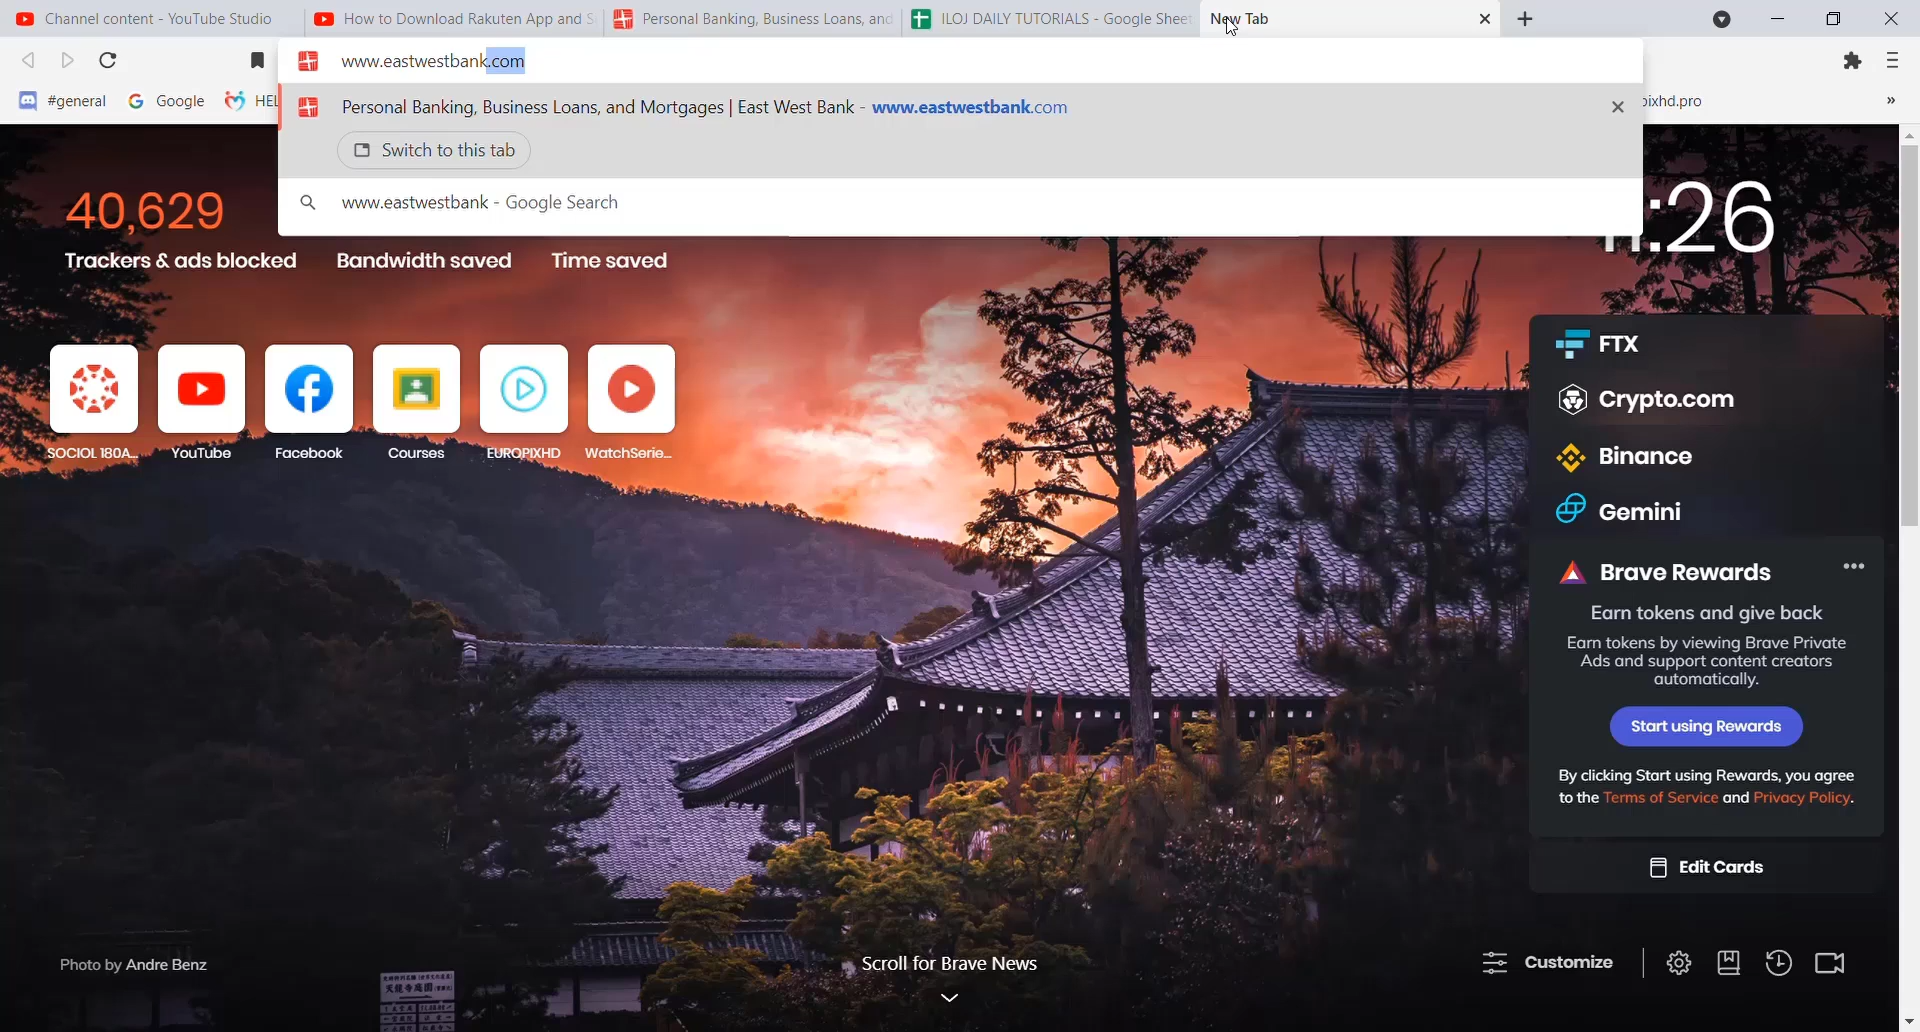 Channel content - YouTube Studio
How to Download Rakuten App and S
Personal Banking, Business Loans, and
ILOJ DAILY TUTORIALS - Google Sheet
New Tab
www.eastwestbank.com
#general
Google
HEL
pixhd.pro
»
Personal Banking, Business Loans, and Mortgages | East West Bank - www.eastwestbank.com
Switch to this tab
www.eastwestbank - Google Search
40,629
Trackers & ads blocked
Bandwidth saved
Time saved
:26
SOCIOL 180A...
YouTube
Facebook
Courses
EUROPIXHD
WatchSerie...
FTX
Crypto.com
Binance
Gemini
Brave Rewards
Earn tokens and give back
Earn tokens by viewing Brave Private
Ads and support content creators
automatically.
Start using Rewards
By clicking Start using Rewards, you agree
to the Terms of Service and Privacy Policy.
Edit Cards
Photo by Andre Benz
Scroll for Brave News
Customize